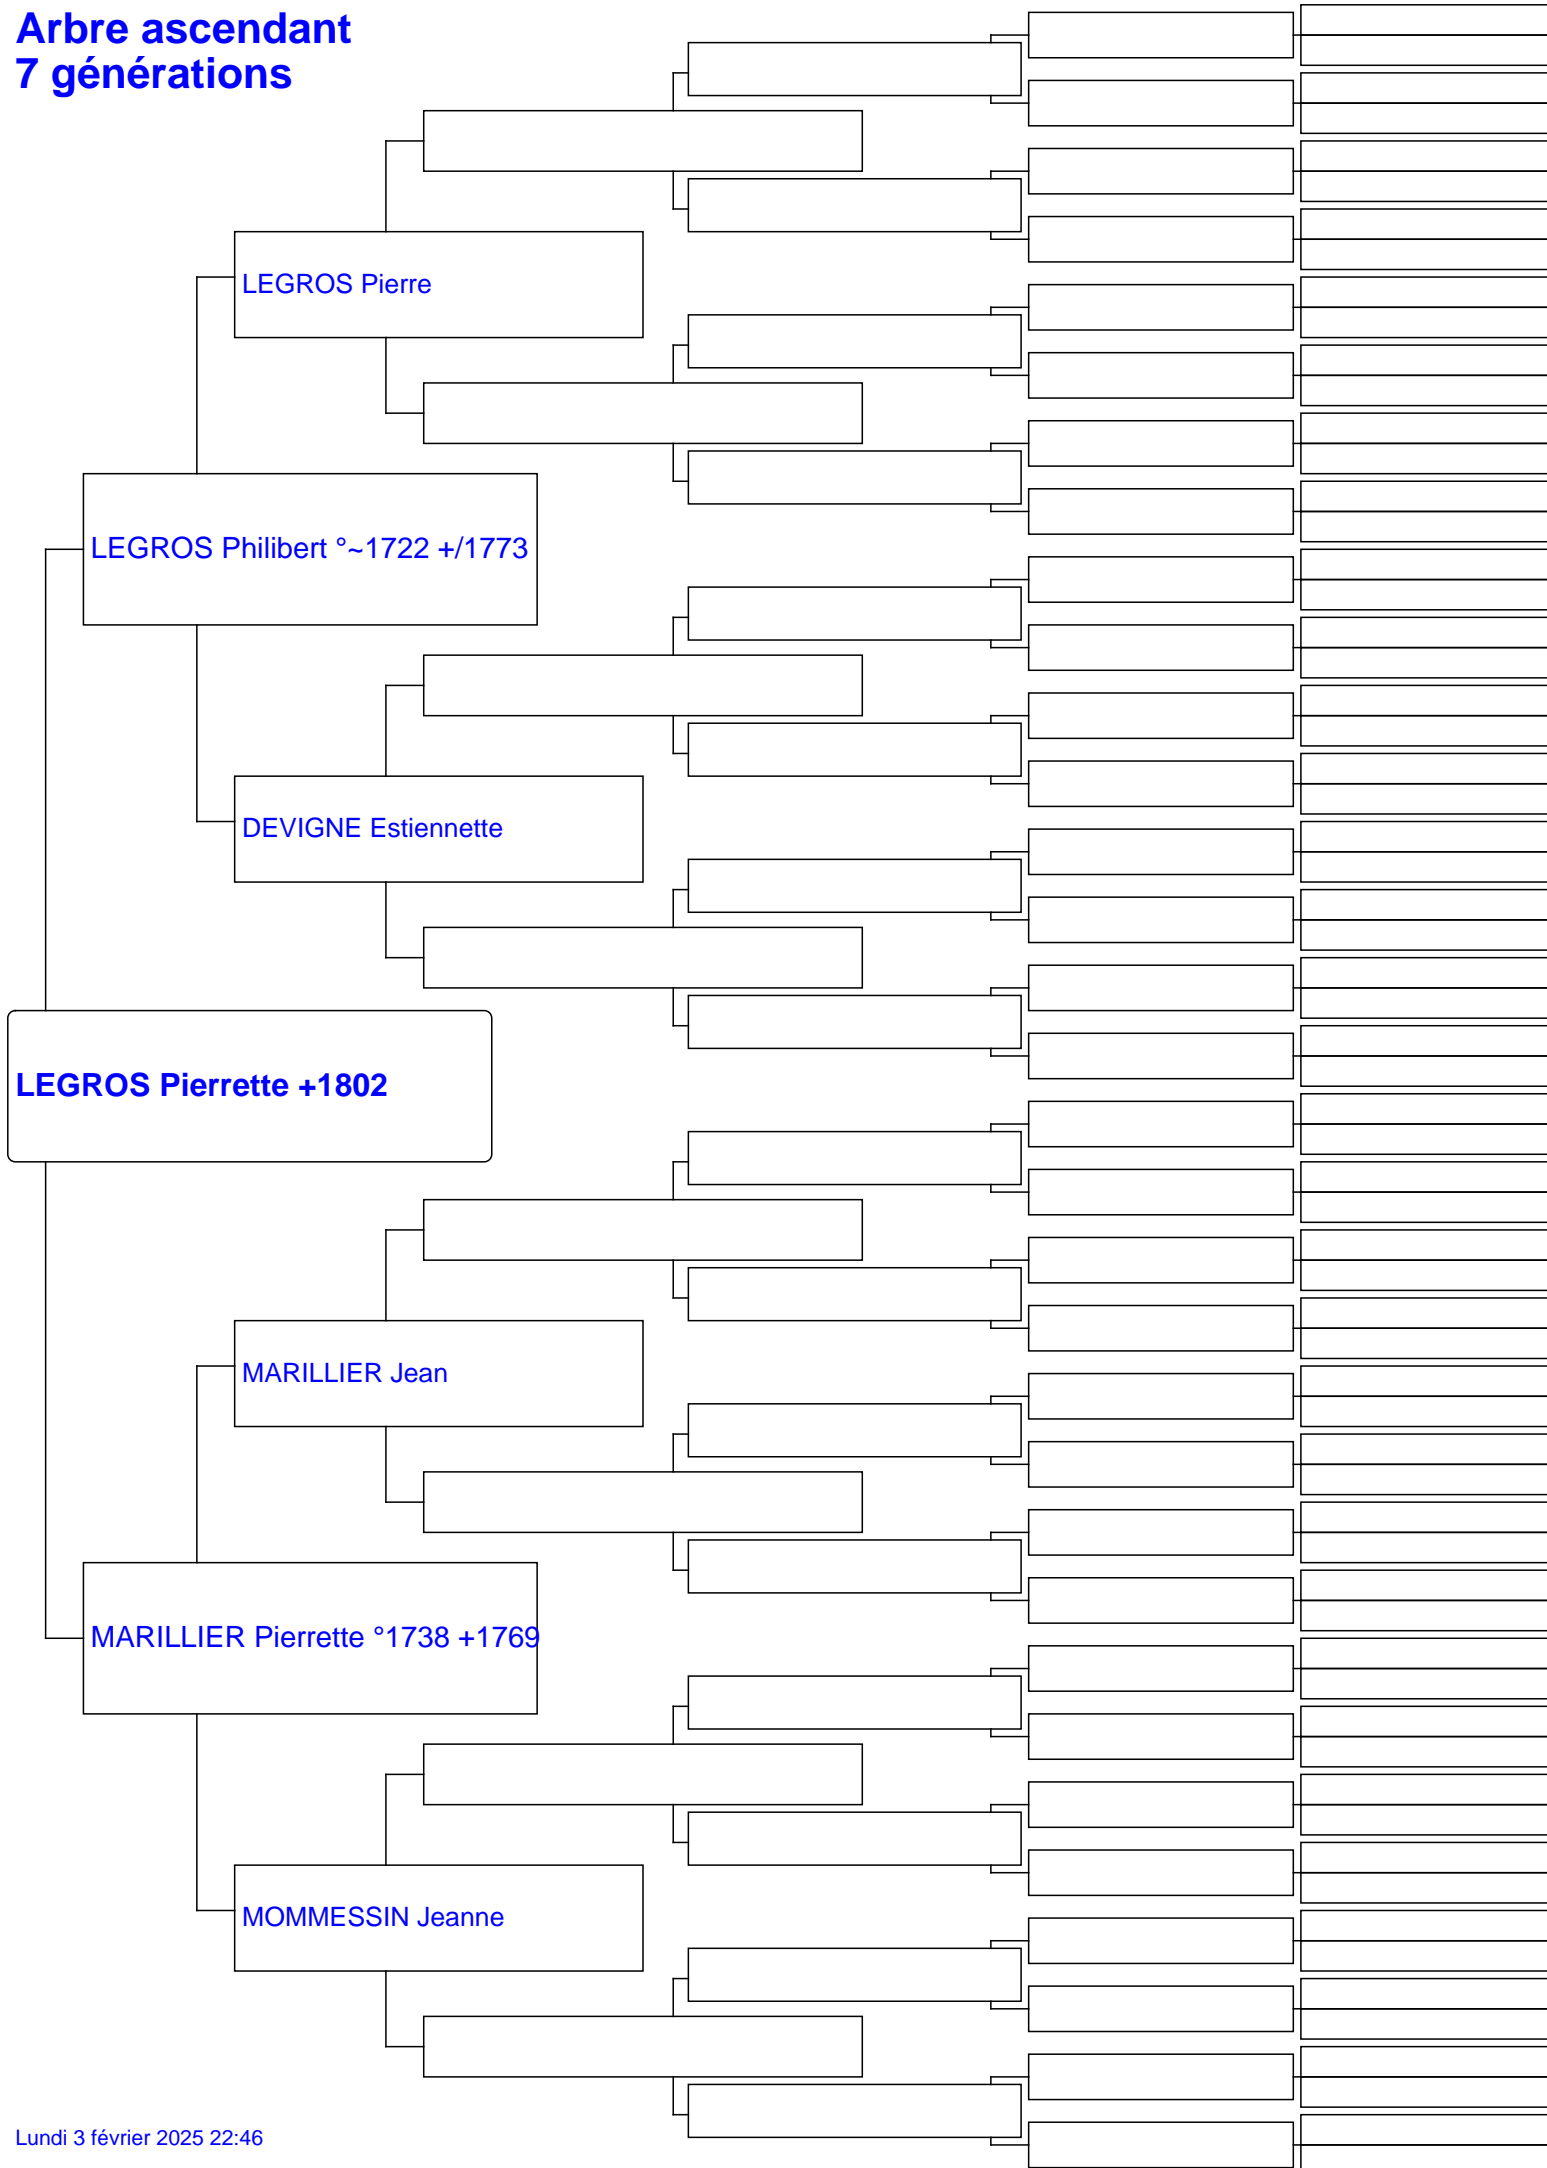 Arbre ascendant
7 générations
LEGROS Pierre
LEGROS Philibert °~1722 +/1773
DEVIGNE Estiennette
LEGROS Pierrette +1802
MARILLIER Jean
MARILLIER Pierrette °1738 +1769
MOMMESSIN Jeanne
Lundi 3 février 2025 22:46